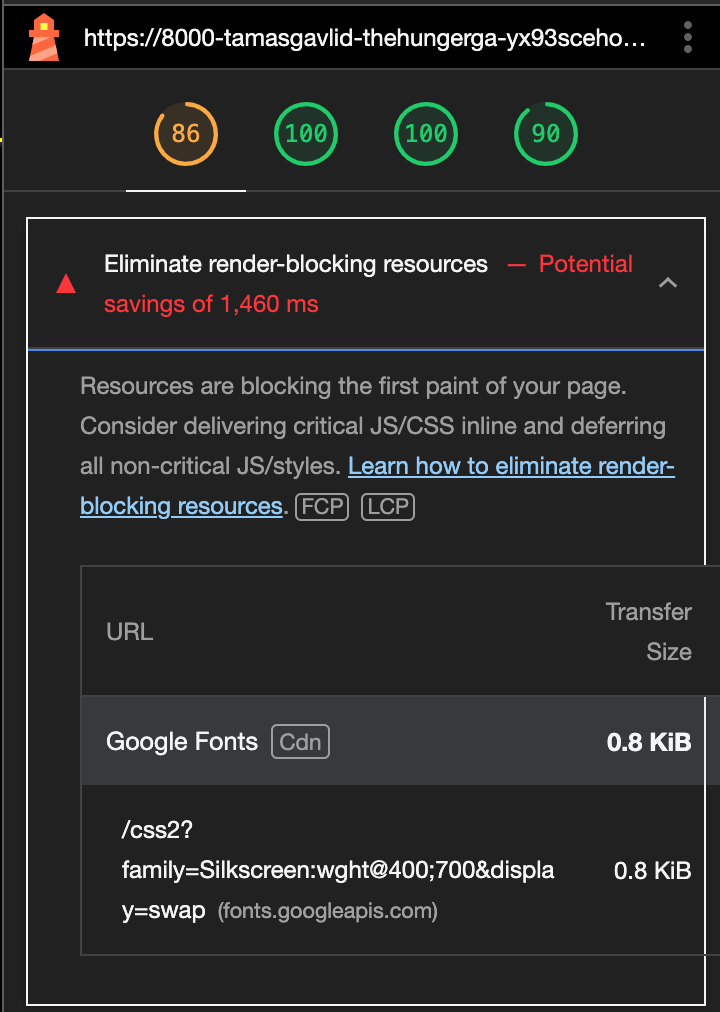 https://8000-tamasgavlid-thehungerga-yx93sceho…
86 100 100 90
Eliminate render-blocking resources — Potential
savings of 1,460 ms
Resources are blocking the first paint of your page.
Consider delivering critical JS/CSS inline and deferring
all non-critical JS/styles. Learn how to eliminate render-
blocking resources. FCP LCP
URL
Transfer
Size
Google Fonts Cdn 0.8 KiB
/css2?
family=Silkscreen:wght@400;700&displa
y=swap (fonts.googleapis.com)
0.8 KiB